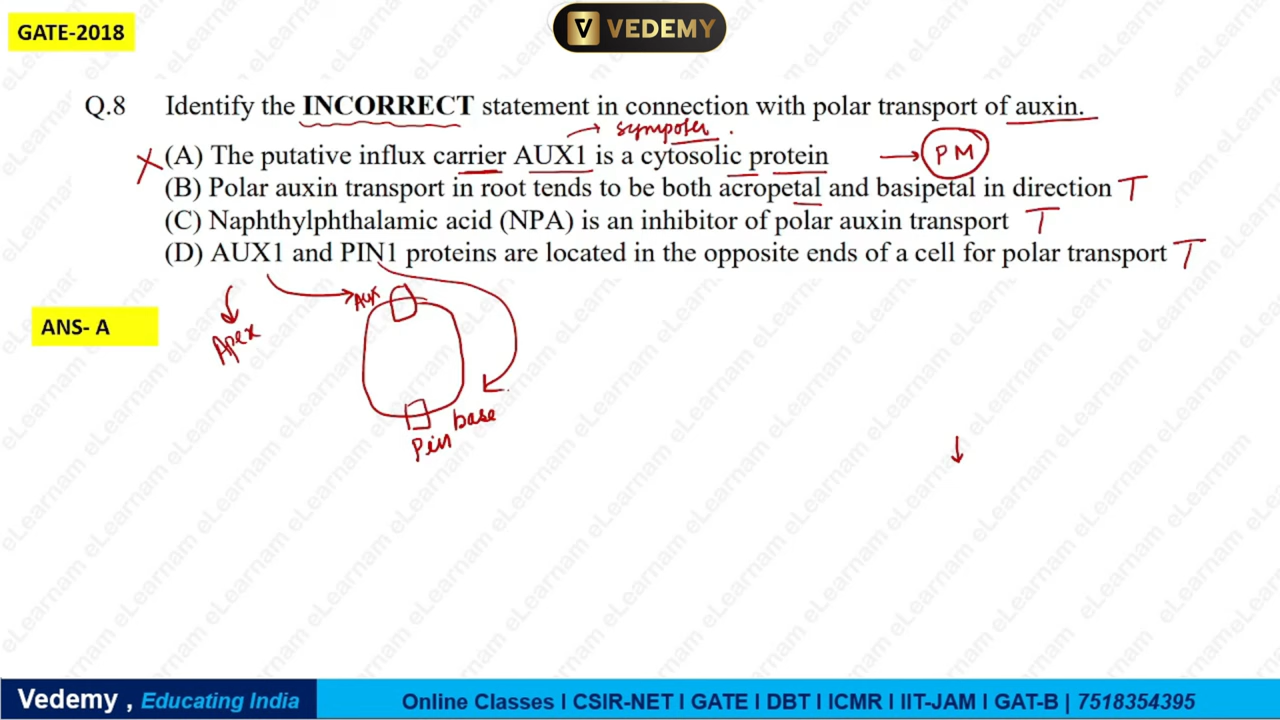 GATE-2018
VEDEMY
Q.8 Identify the INCORRECT statement in connection with polar transport of auxin.
sympoter.
(A) The putative influx carrier AUX1 is a cytosolic protein → PM
(B) Polar auxin transport in root tends to be both acropetal and basipetal in direction T
(C) Naphthylphthalamic acid (NPA) is an inhibitor of polar auxin transport T
(D) AUX1 and PIN1 proteins are located in the opposite ends of a cell for polar transport T
AUX
ANS- A
Apex
base
Pin
Vedemy , Educating India
Online Classes I CSIR-NET I GATE I DBT I ICMR I IIT-JAM I GAT-B | 7518354395
eLearnam eLearnam eLearnam